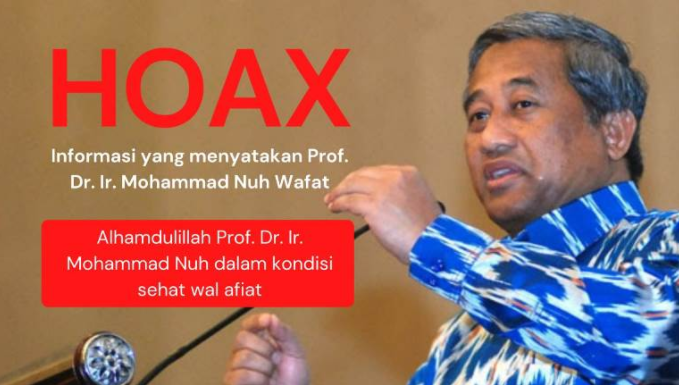 HOAX
Informasi yang menyatakan Prof.
Dr. Ir. Mohammad Nuh Wafat
Alhamdulillah Prof. Dr. Ir.
Mohammad Nuh dalam kondisi
sehat wal afiat